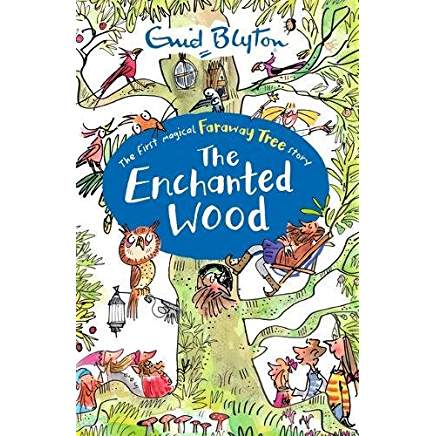 Enid Blyton
The first magical Faraway Tree story
The
Enchanted
Wood